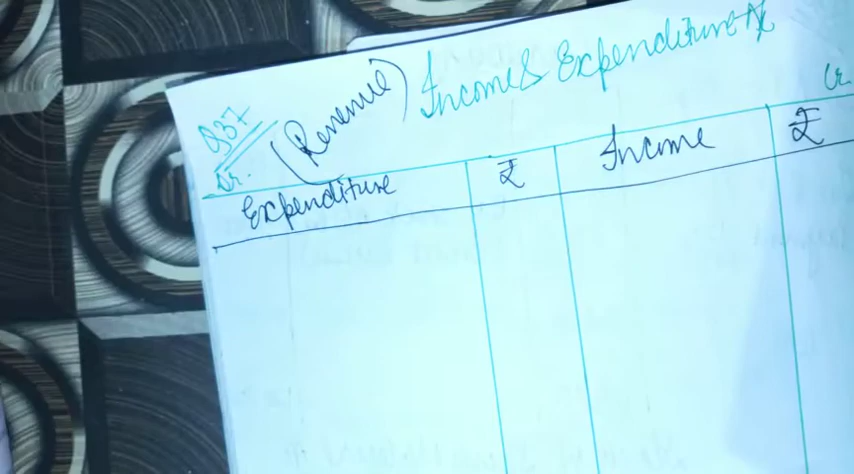 Q37
(Revenue) Income & Expenditure A/c
Dr. Cr.
Expenditure ₹ Income ₹